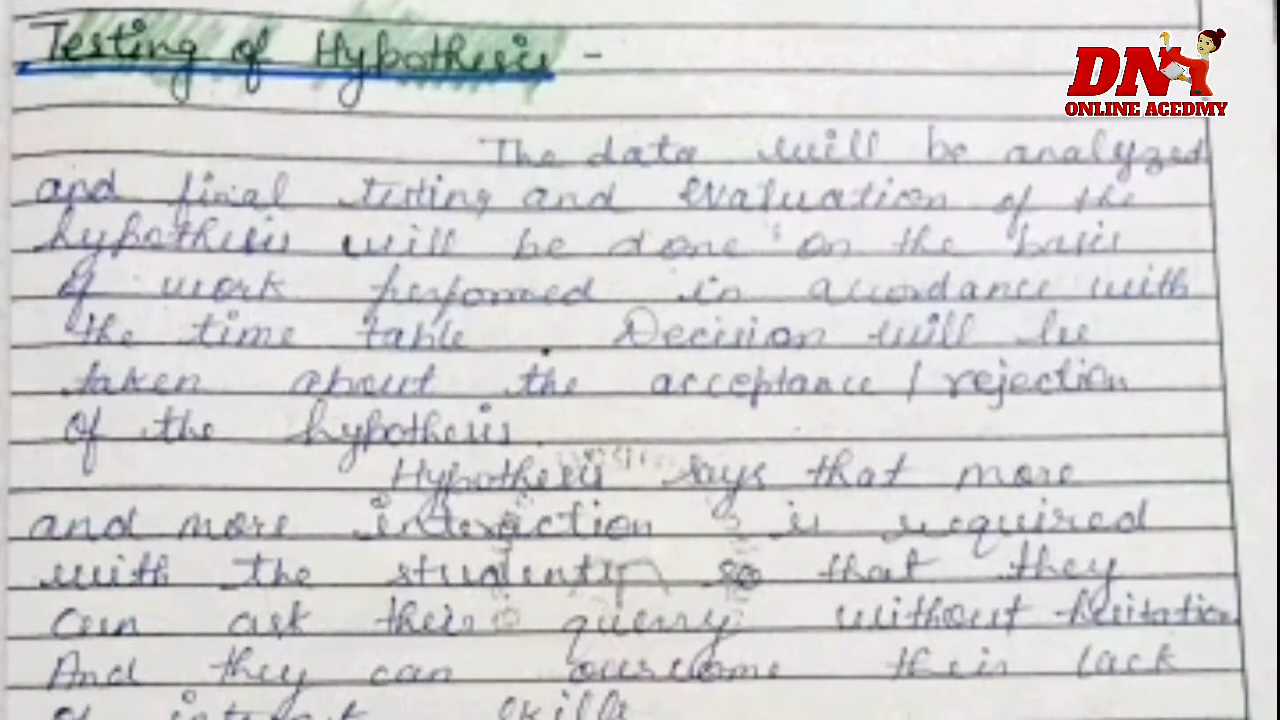 Testing of Hypothesis -
DN
ONLINE ACEDMY
The data will be analyzed
and final testing and evaluation of the
hypothesis will be done on the basis
of work performed in accordance with
the time table Decision will be
taken about the acceptance / rejection
of the hypothesis.
Hypothesis says that more
and more interaction is required
with the students so that they
can ask their query without hesitation
And they can overcome their lack
of interest skills